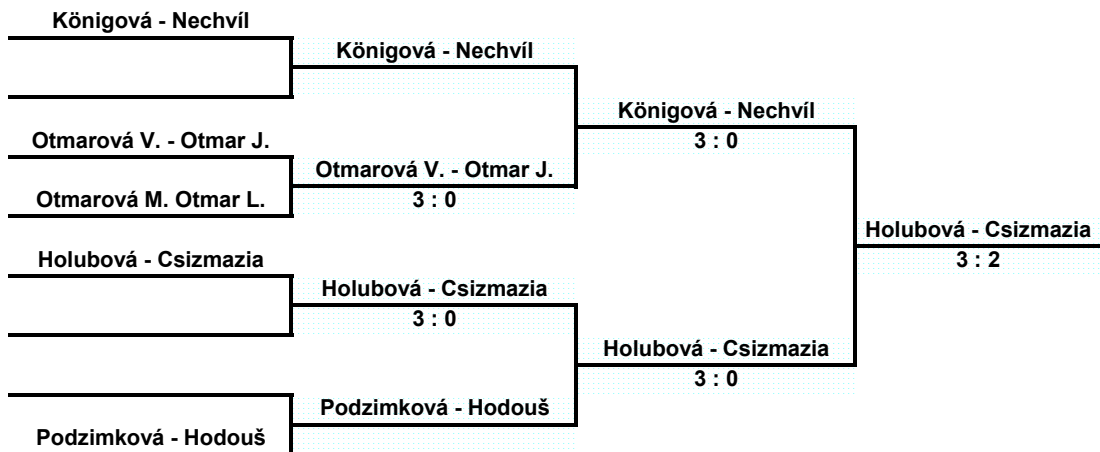 Königová - Nechvíl
Königová - Nechvíl
Königová - Nechvíl
3 : 0
Otmarová V. - Otmar J.
Otmarová V. - Otmar J.
3 : 0
Otmarová M. Otmar L.
Holubová - Csizmazia
3 : 2
Holubová - Csizmazia
Holubová - Csizmazia
3 : 0
Holubová - Csizmazia
3 : 0
Podzimková - Hodouš
Podzimková - Hodouš